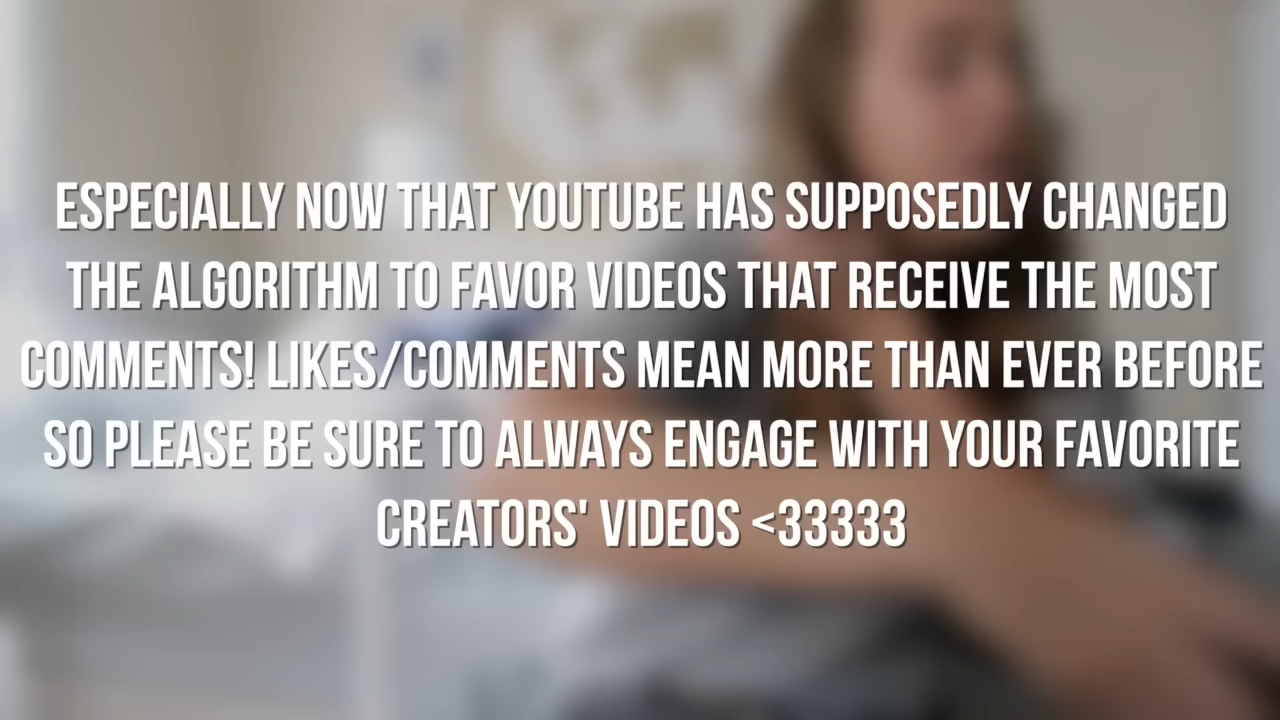 ESPECIALLY NOW THAT YOUTUBE HAS SUPPOSEDLY CHANGED
THE ALGORITHM TO FAVOR VIDEOS THAT RECEIVE THE MOST
COMMENTS! LIKES/COMMENTS MEAN MORE THAN EVER BEFORE
SO PLEASE BE SURE TO ALWAYS ENGAGE WITH YOUR FAVORITE
CREATORS' VIDEOS <33333